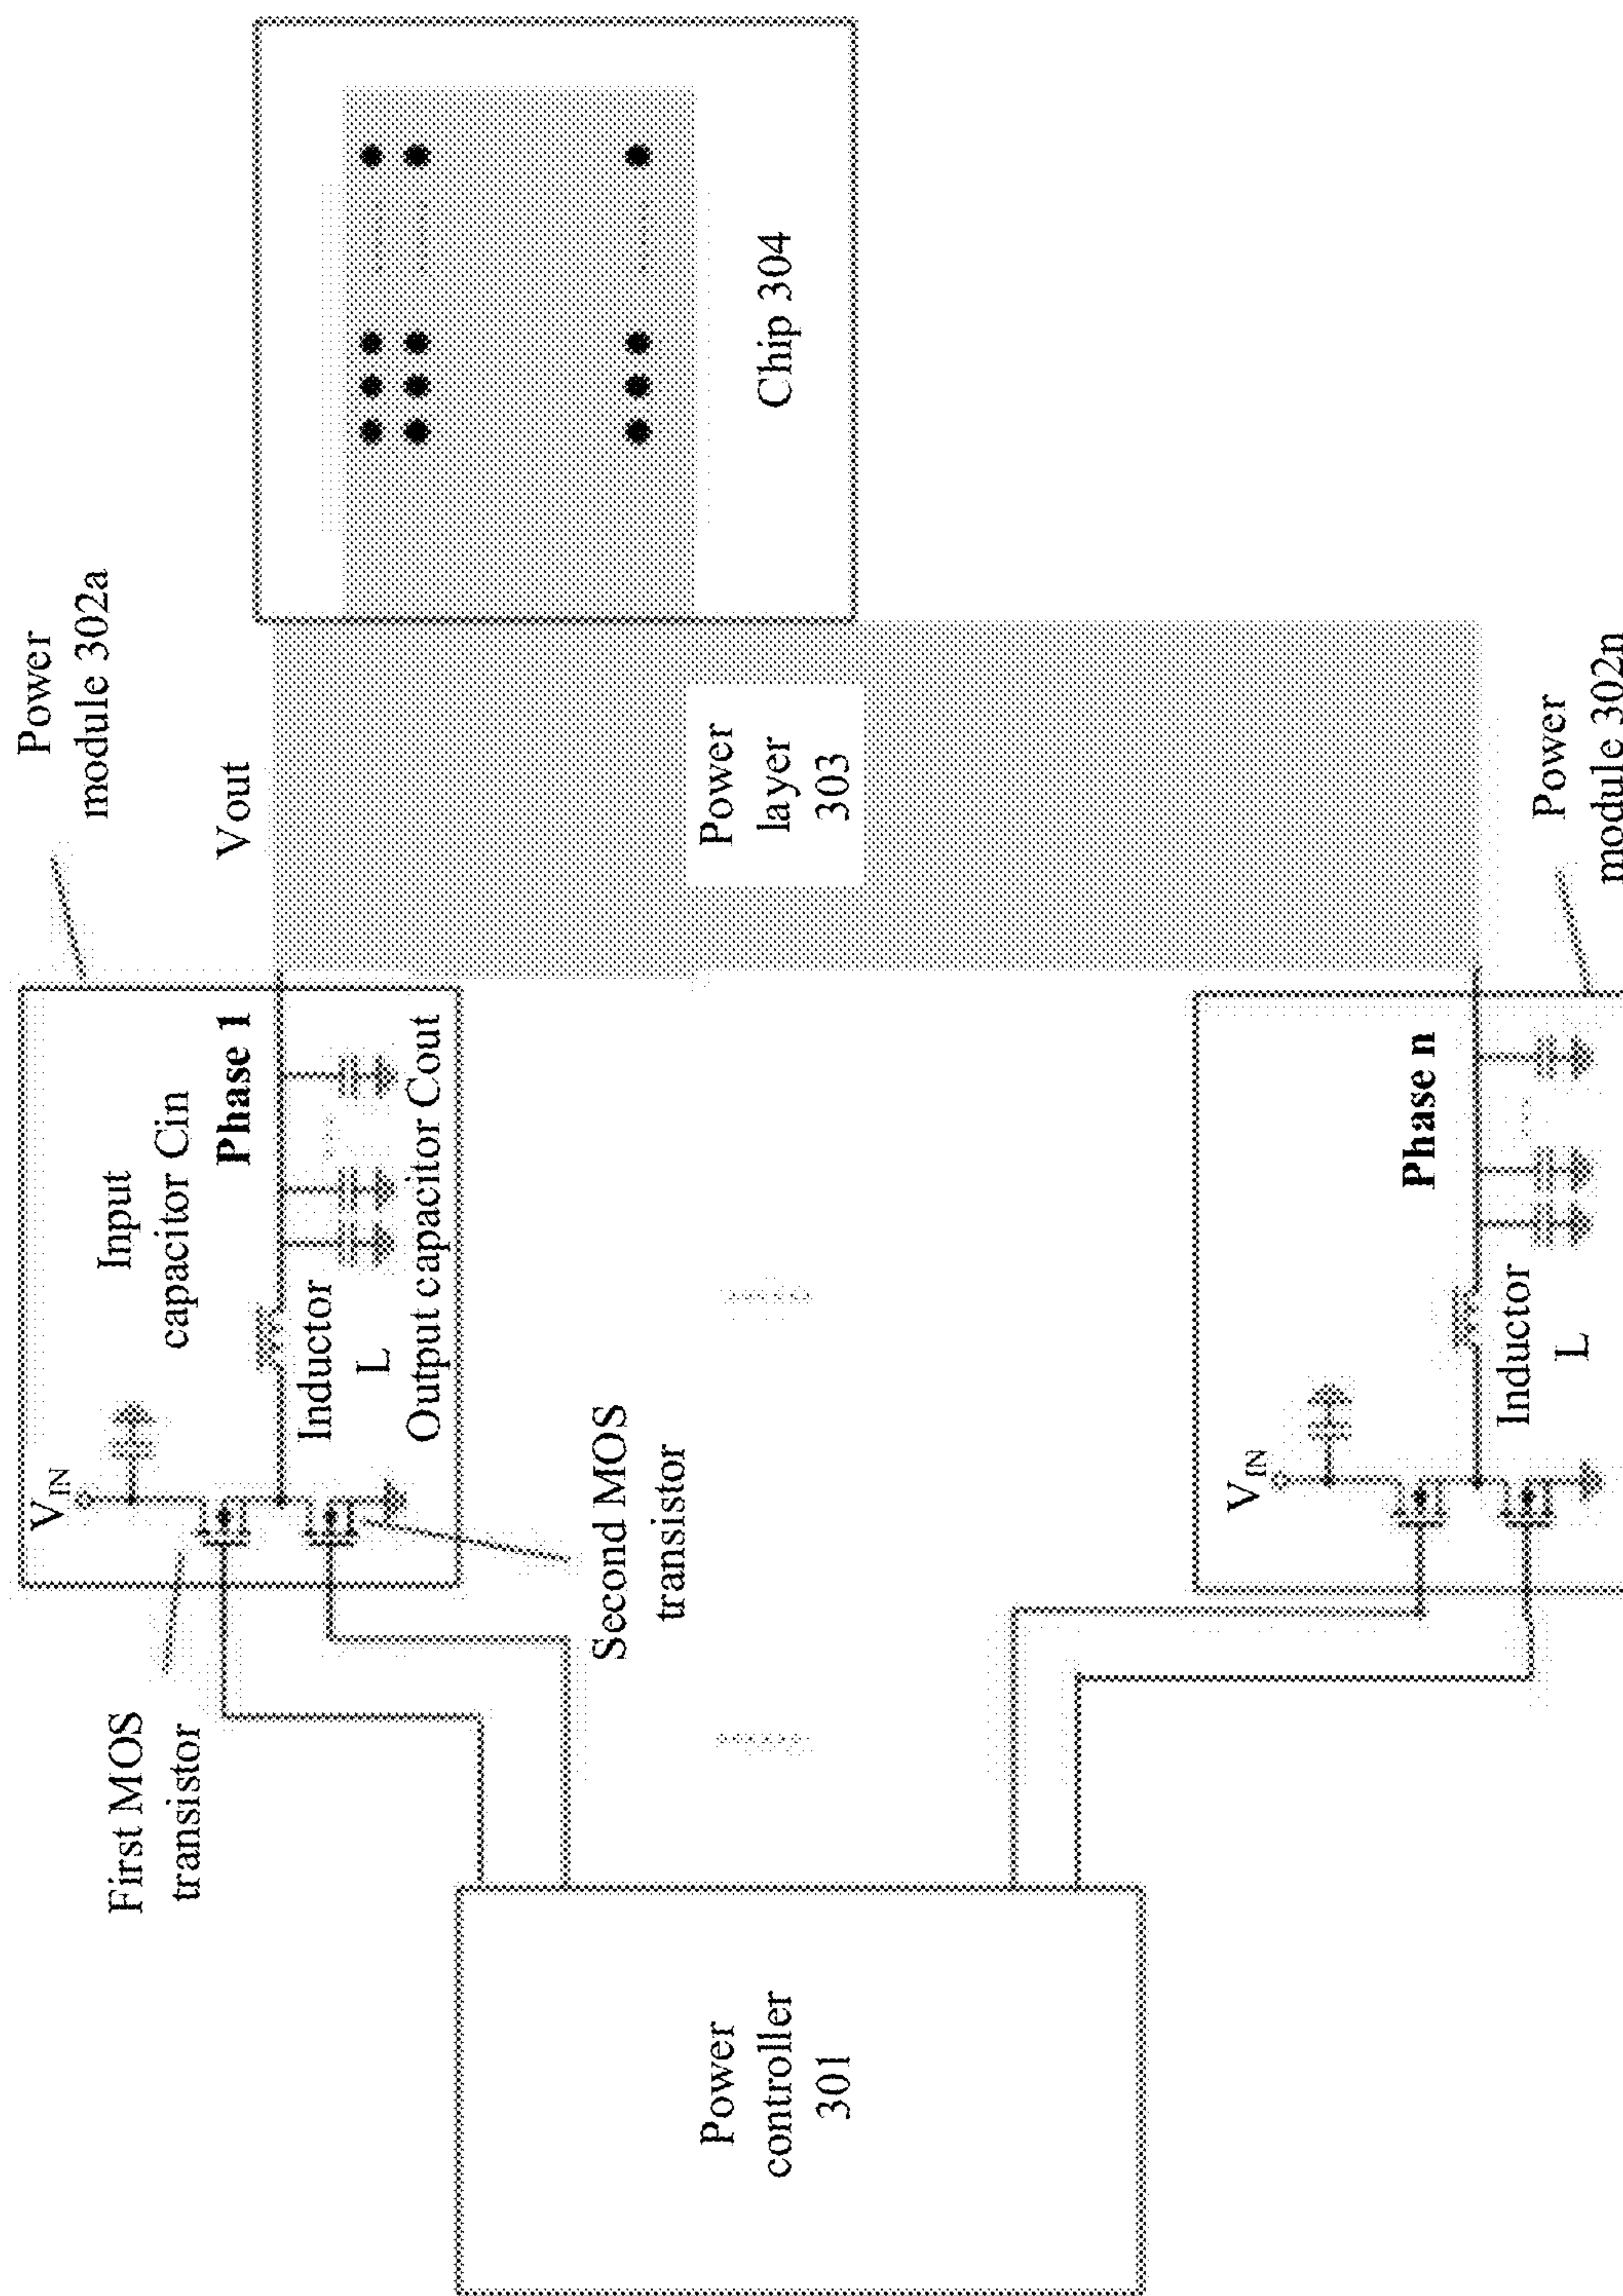 Power
module 302a
Vout
V_IN
Input
capacitor Cin
Phase 1
Inductor
L
Output capacitor Cout
First MOS
transistor
Second MOS
transistor
Power
controller
301
Power
layer
303
Chip 304
V_IN
Phase n
Inductor
L
Power
module 302n